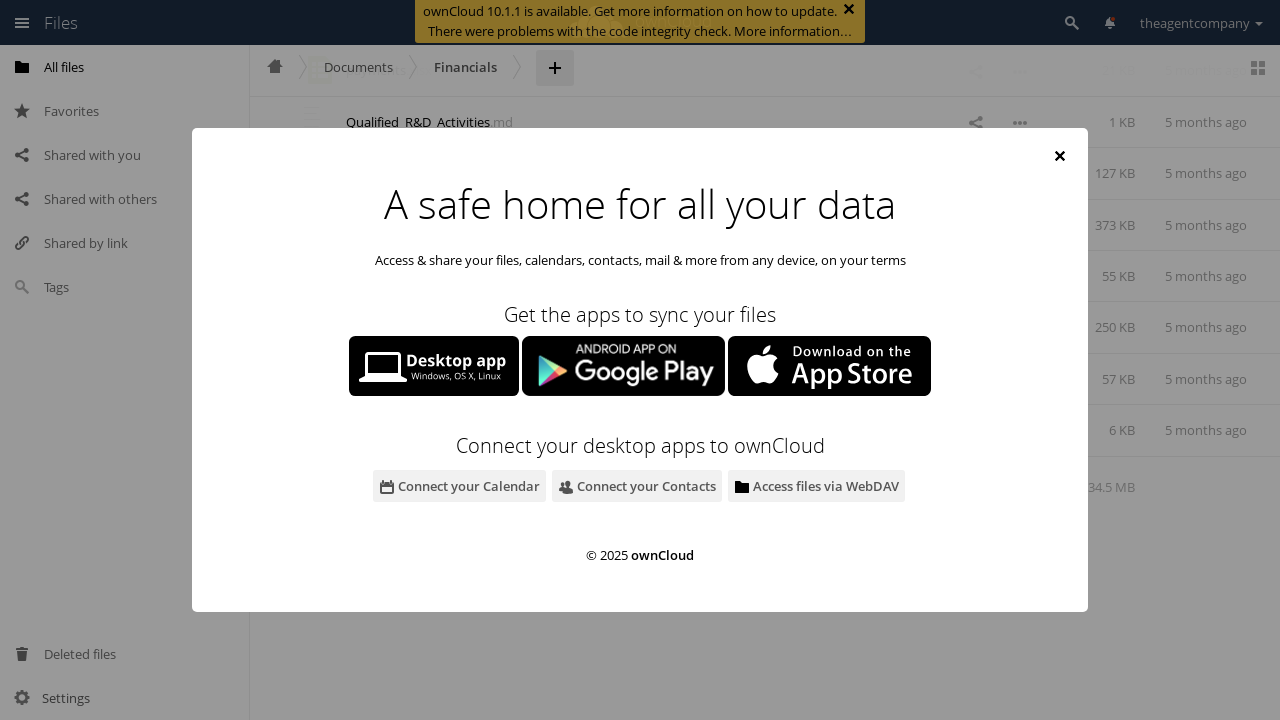 Files
ownCloud 10.1.1 is available. Get more information on how to update.
There were problems with the code integrity check. More information…
theagentcompany
All files
Favorites
Shared with you
Shared with others
Shared by link
Tags
Deleted files
Settings
Documents
Financials
Qualified_R&D_Activities.md
1 KB
5 months ago
127 KB
5 months ago
373 KB
5 months ago
55 KB
5 months ago
250 KB
5 months ago
57 KB
5 months ago
6 KB
5 months ago
34.5 MB
A safe home for all your data
Access & share your files, calendars, contacts, mail & more from any device, on your terms
Get the apps to sync your files
Desktop app
Windows, OS X, Linux
ANDROID APP ON
Google Play
Download on the
App Store
Connect your desktop apps to ownCloud
Connect your Calendar
Connect your Contacts
Access files via WebDAV
© 2025 ownCloud